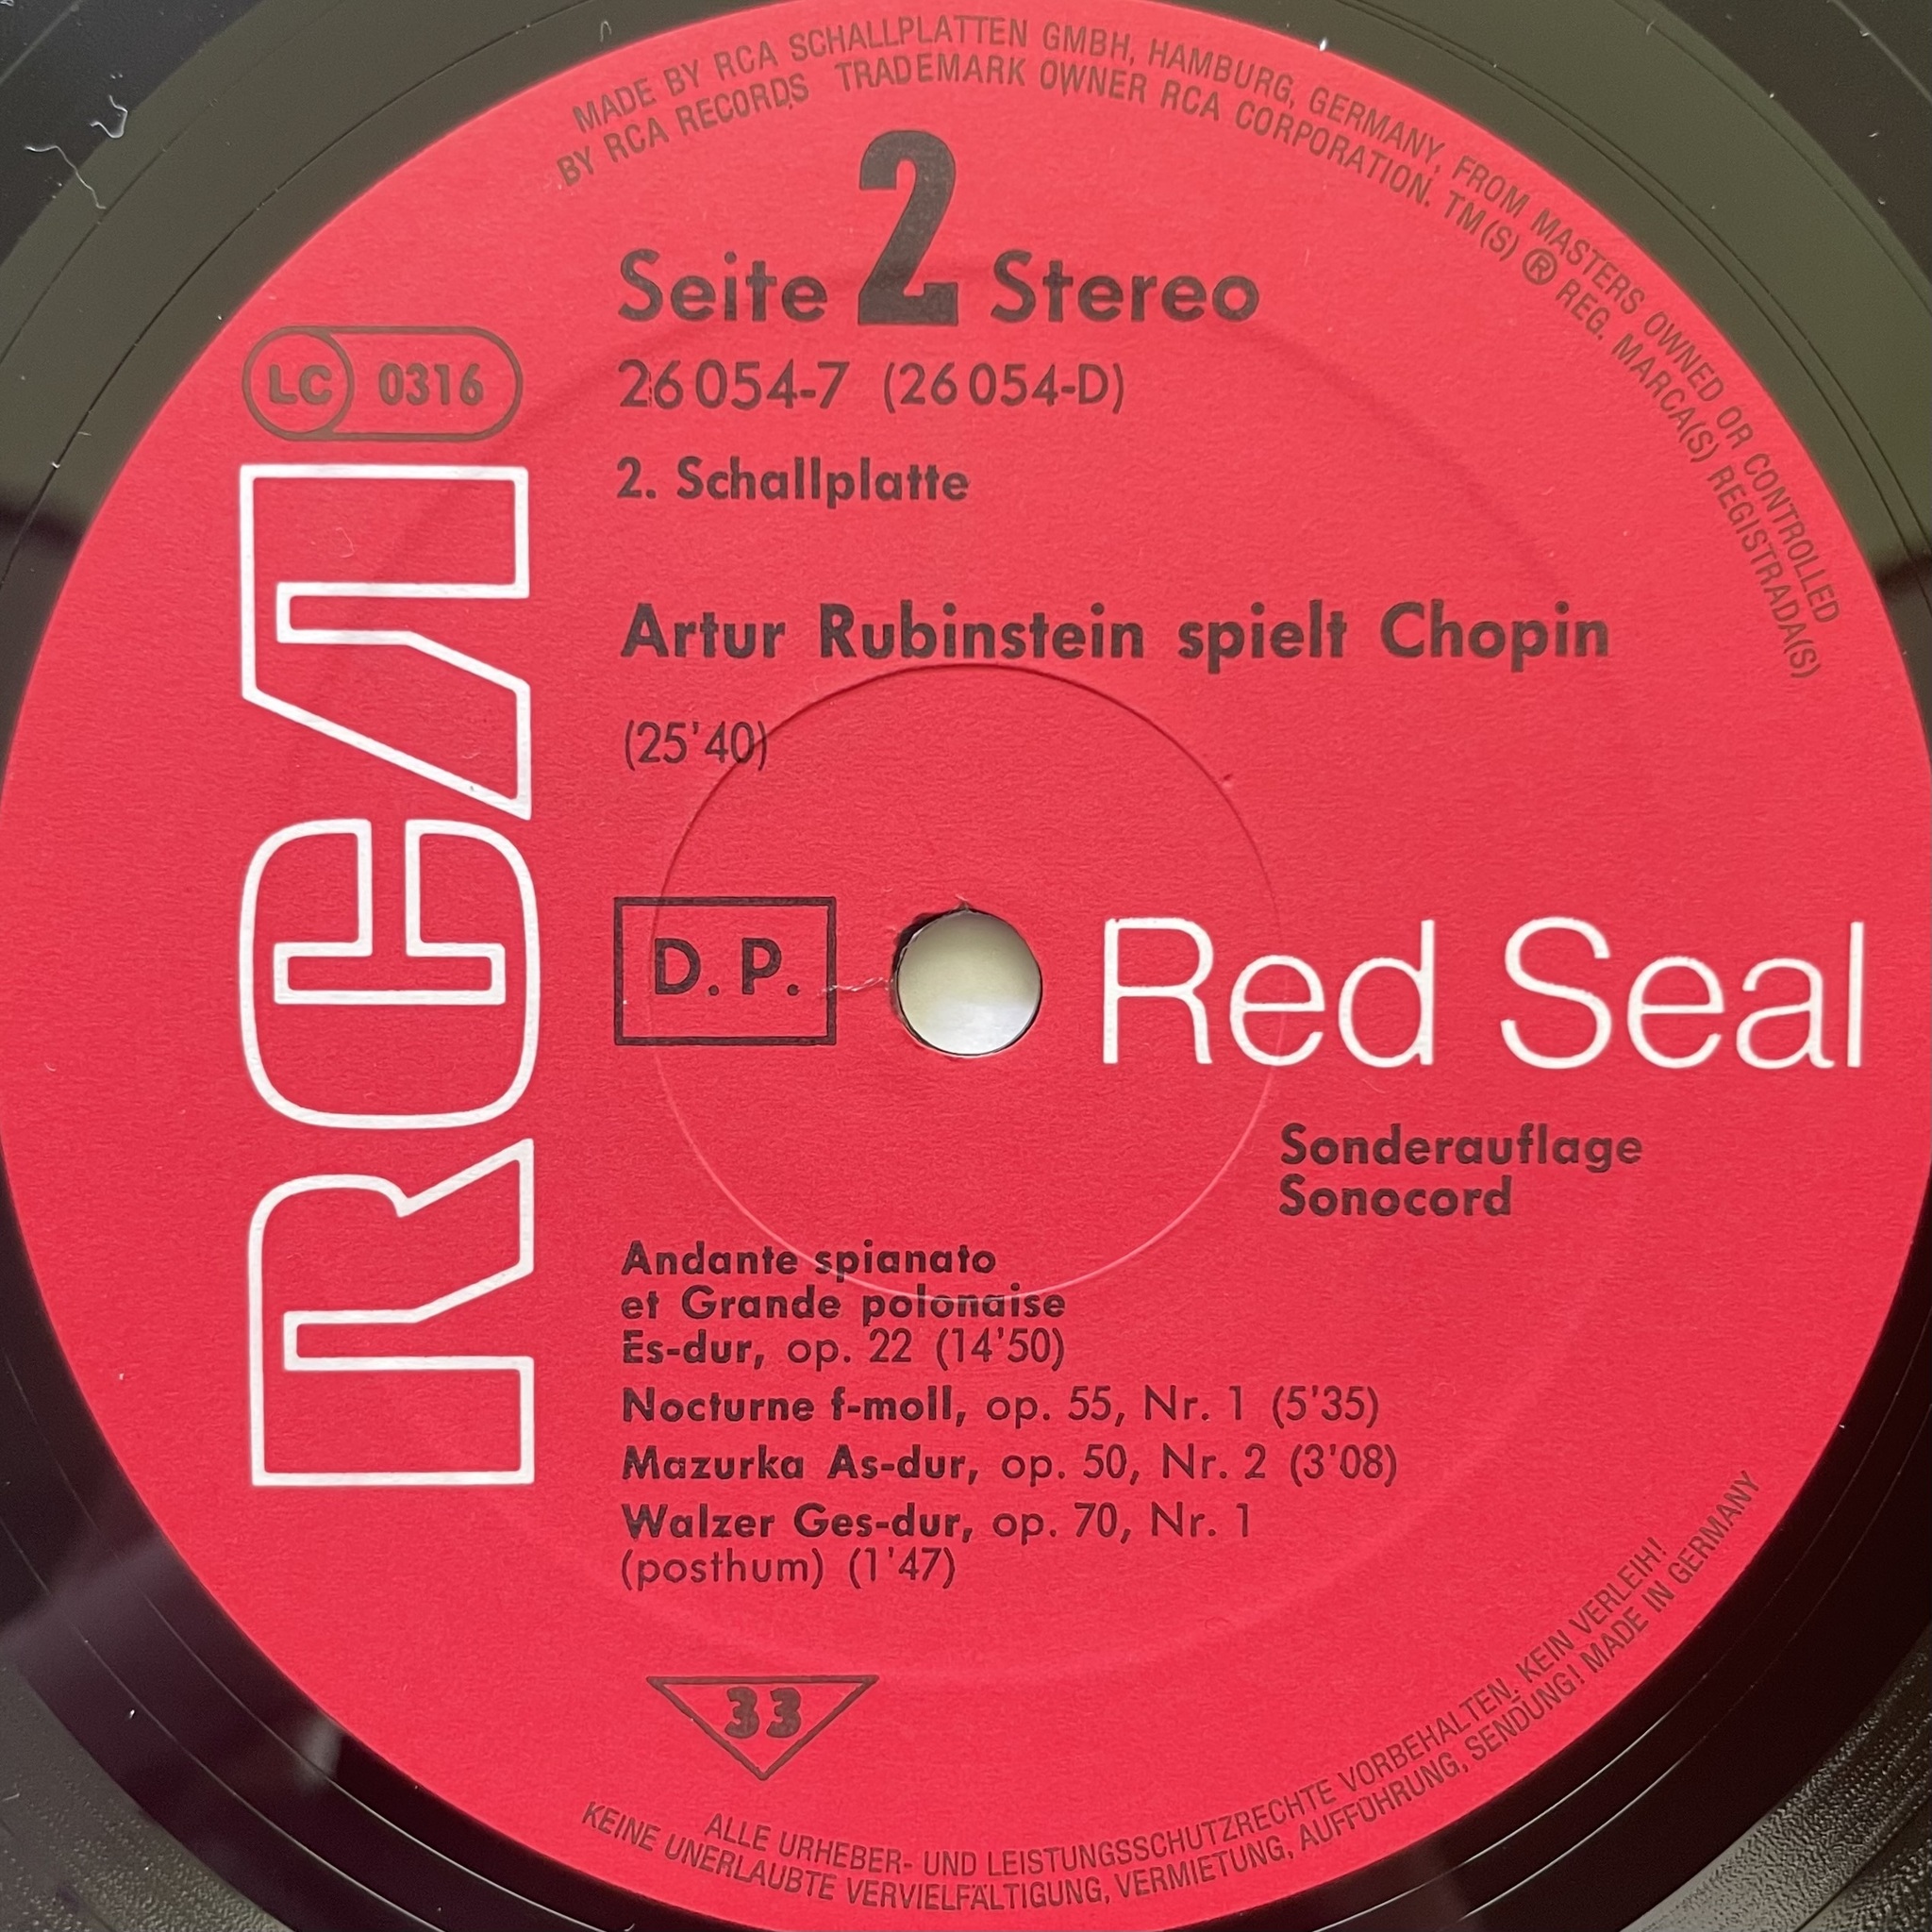 MADE BY RCA SCHALLPLATTEN GMBH, HAMBURG, GERMANY, FROM MASTERS OWNED OR CONTROLLED
BY RCA RECORDS TRADEMARK OWNER RCA CORPORATION. TM(S) ® REG. MARCA(S) REGISTRADA(S)
Seite 2 Stereo
LC 0316
26054-7 (26054-D)
2. Schallplatte
RCA
Artur Rubinstein spielt Chopin
(25'40)
D. P.
Red Seal
Sonderauflage
Sonocord
Andante spianato
et Grande polonaise
Es-dur, op. 22 (14'50)
Nocturne f-moll, op. 55, Nr. 1 (5'35)
Mazurka As-dur, op. 50, Nr. 2 (3'08)
Walzer Ges-dur, op. 70, Nr. 1
(posthum) (1'47)
33
ALLE URHEBER- UND LEISTUNGSSCHUTZRECHTE VORBEHALTEN. KEIN VERLEIH!
KEINE UNERLAUBTE VERVIELFÄLTIGUNG, VERMIETUNG, AUFFÜHRUNG, SENDUNG! MADE IN GERMANY